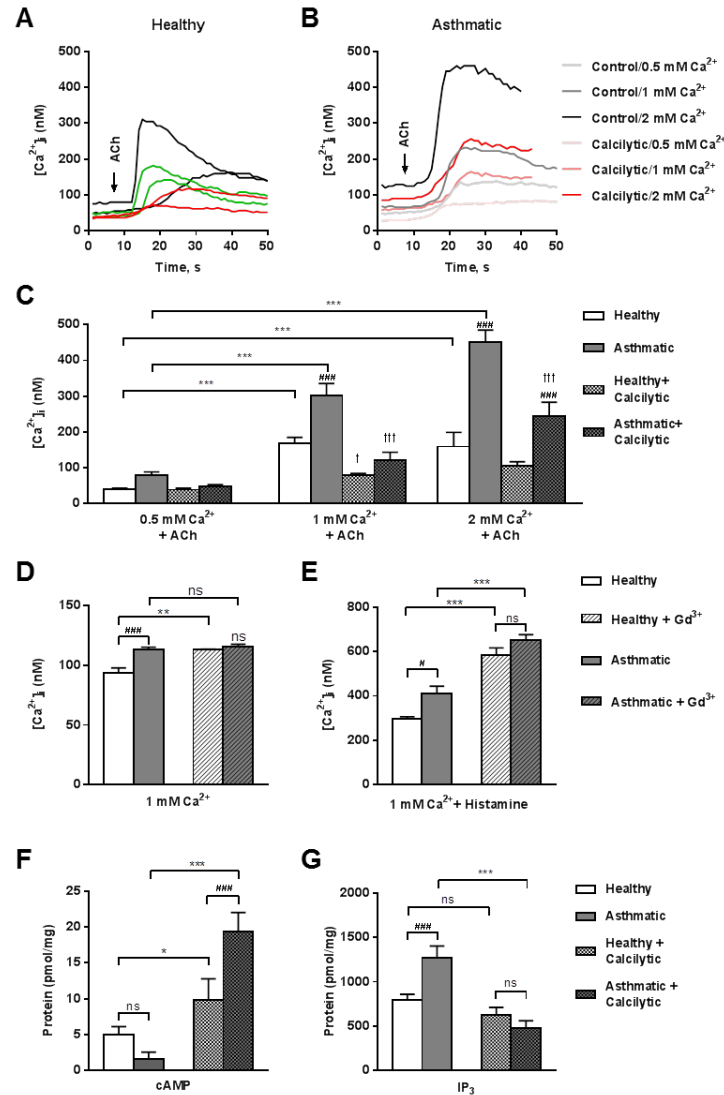 A
Healthy
B
Asthmatic
500
400
300
200
100
0
[Ca²⁺]ᵢ (nM)
ACh
0
10
20
30
40
50
Time, s
500
400
300
200
100
0
[Ca²⁺]ᵢ (nM)
ACh
0
10
20
30
40
50
Time, s
Control/0.5 mM Ca²⁺
Control/1 mM Ca²⁺
Control/2 mM Ca²⁺
Calcilytic/0.5 mM Ca²⁺
Calcilytic/1 mM Ca²⁺
Calcilytic/2 mM Ca²⁺
C
500
400
300
200
100
0
[Ca²⁺]ᵢ (nM)
***
***
***
***
###
†
†††
###
†††
###
0.5 mM Ca²⁺
+ ACh
1 mM Ca²⁺
+ ACh
2 mM Ca²⁺
+ ACh
Healthy
Asthmatic
Healthy+
Calcilytic
Asthmatic+
Calcilytic
D
150
100
50
0
[Ca²⁺]ᵢ (nM)
ns
**
###
ns
1 mM Ca²⁺
E
800
600
400
200
0
[Ca²⁺]ᵢ (nM)
***
***
ns
#
1 mM Ca²⁺ + Histamine
Healthy
Healthy + Gd³⁺
Asthmatic
Asthmatic + Gd³⁺
F
25
20
15
10
5
0
Protein (pmol/mg)
***
###
*
ns
cAMP
G
2000
1500
1000
500
0
Protein (pmol/mg)
***
ns
###
ns
IP₃
Healthy
Asthmatic
Healthy +
Calcilytic
Asthmatic +
Calcilytic